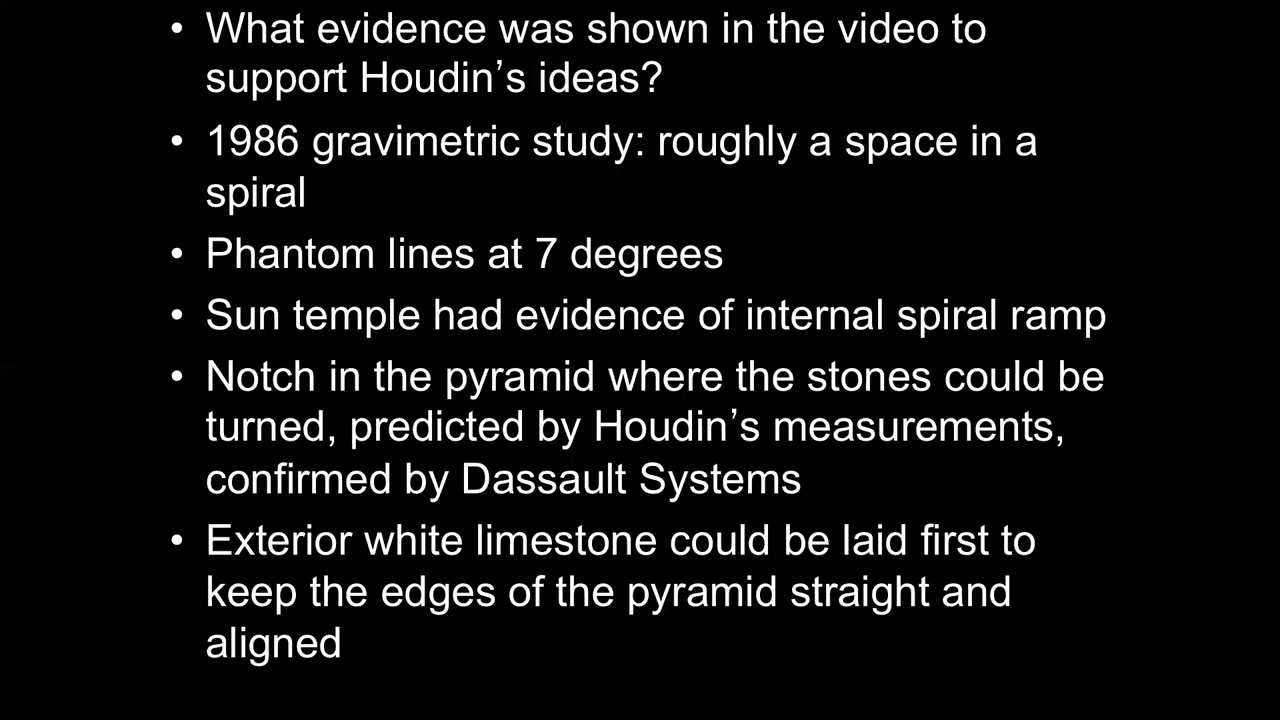 • What evidence was shown in the video to
support Houdin’s ideas?
• 1986 gravimetric study: roughly a space in a
spiral
• Phantom lines at 7 degrees
• Sun temple had evidence of internal spiral ramp
• Notch in the pyramid where the stones could be
turned, predicted by Houdin’s measurements,
confirmed by Dassault Systems
• Exterior white limestone could be laid first to
keep the edges of the pyramid straight and
aligned